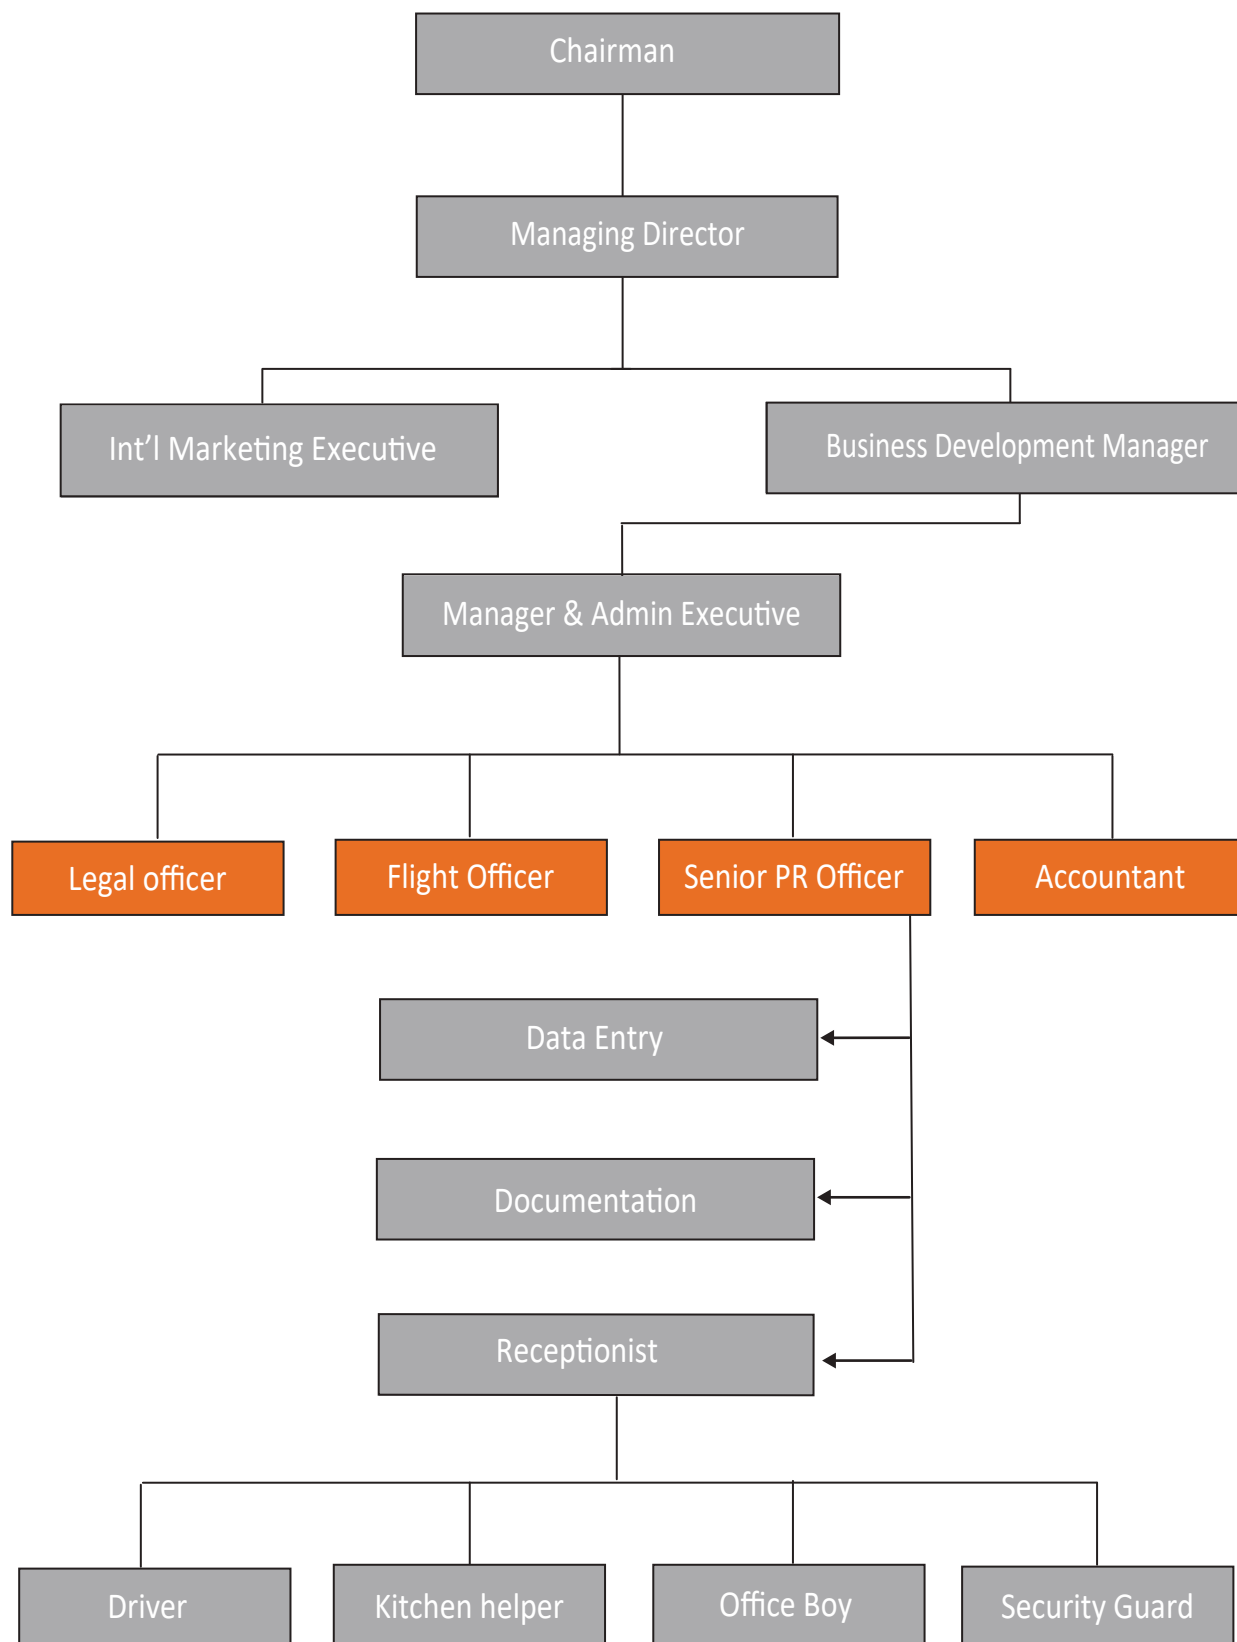 Chairman
Managing Director
Int’l Marketing Executive
Business Development Manager
Manager & Admin Executive
Legal officer
Flight Officer
Senior PR Officer
Accountant
Data Entry
Documentation
Receptionist
Driver
Kitchen helper
Office Boy
Security Guard